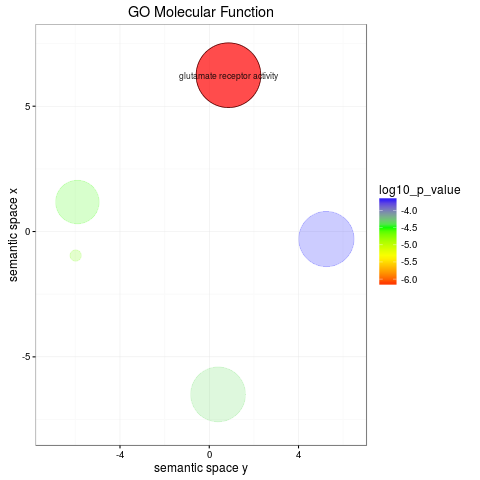 GO Molecular Function
glutamate receptor activity
5
0
-5
-4
0
4
semantic space x
semantic space y
log10_p_value
-4.0
-4.5
-5.0
-5.5
-6.0